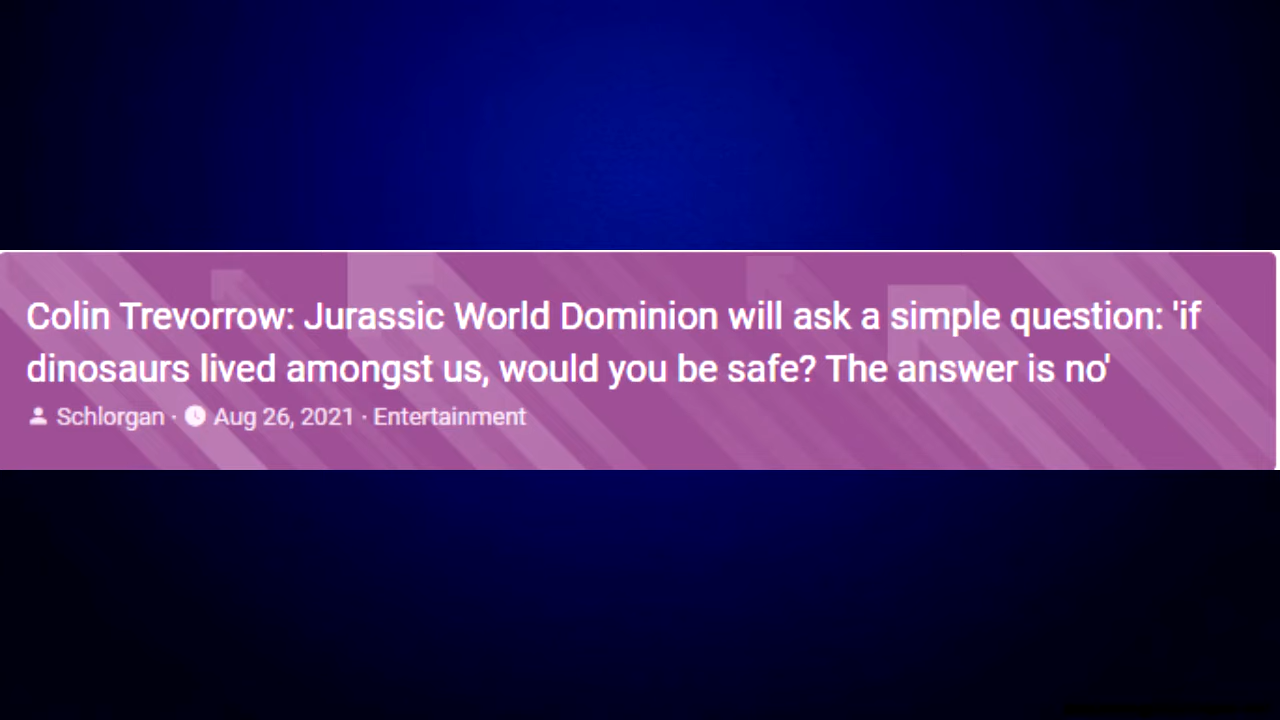 Colin Trevorrow: Jurassic World Dominion will ask a simple question: 'if
dinosaurs lived amongst us, would you be safe? The answer is no'
Schlorgan · Aug 26, 2021 · Entertainment